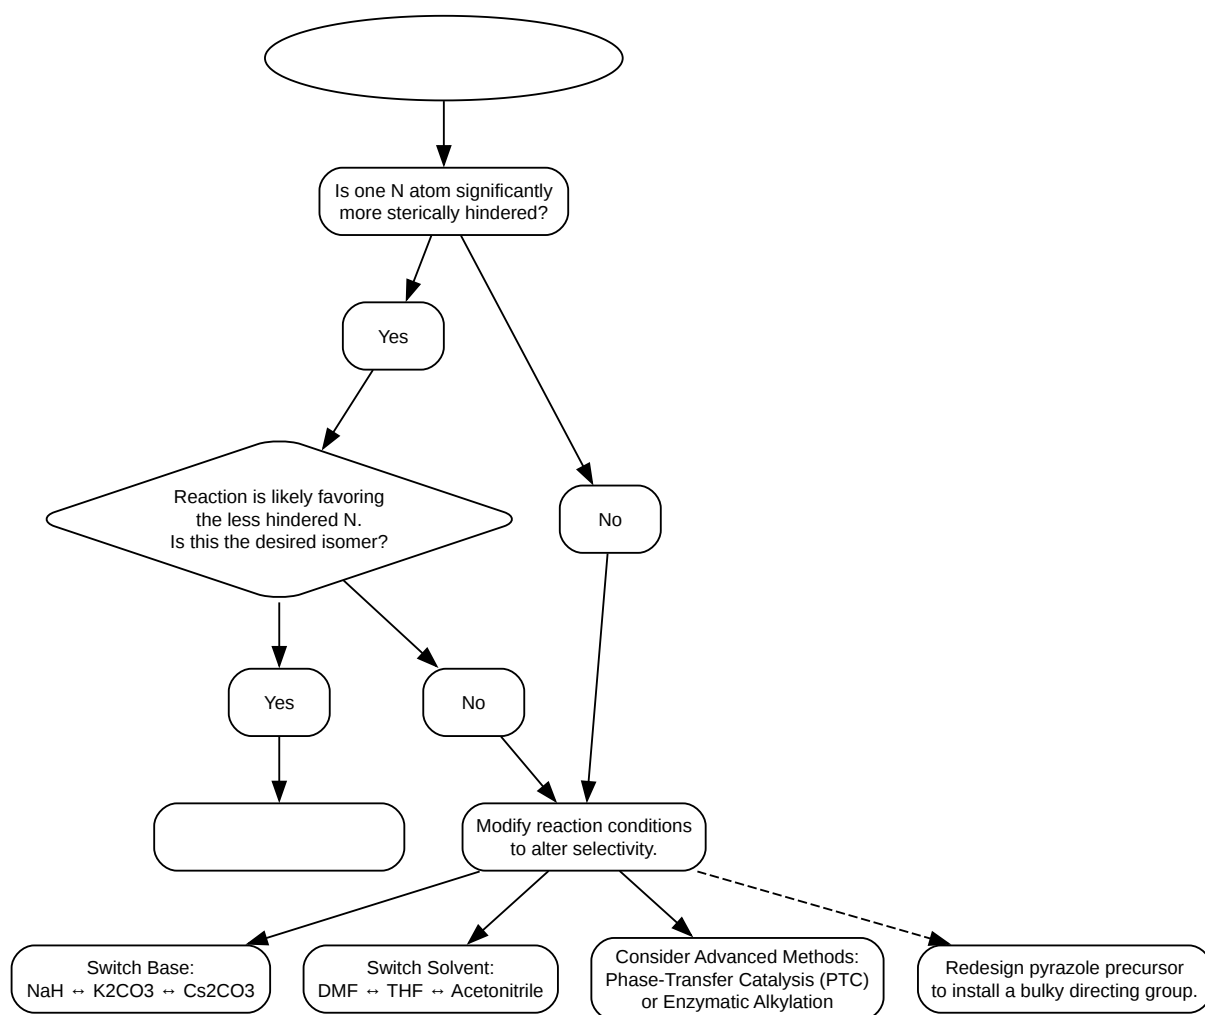 Is one N atom significantly
more sterically hindered?
Yes
Reaction is likely favoring
the less hindered N.
Is this the desired isomer?
No
Yes
No
Modify reaction conditions
to alter selectivity.
Switch Base:
NaH ↔ K2CO3 ↔ Cs2CO3
Switch Solvent:
DMF ↔ THF ↔ Acetonitrile
Consider Advanced Methods:
Phase-Transfer Catalysis (PTC)
or Enzymatic Alkylation
Redesign pyrazole precursor
to install a bulky directing group.